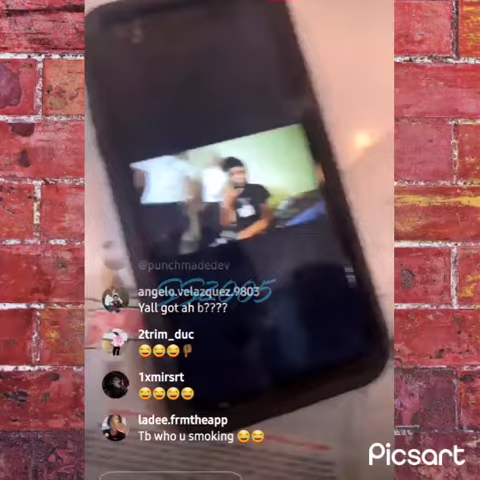 @punchmadedev
angelo.velazquez.9803
Yall got ah b????
2trim_duc
😂😂😂👎🏾
1xmirsrt
😂😂😂😂
ladee.frmtheapp
Tb who u smoking 😂😂
Picsart